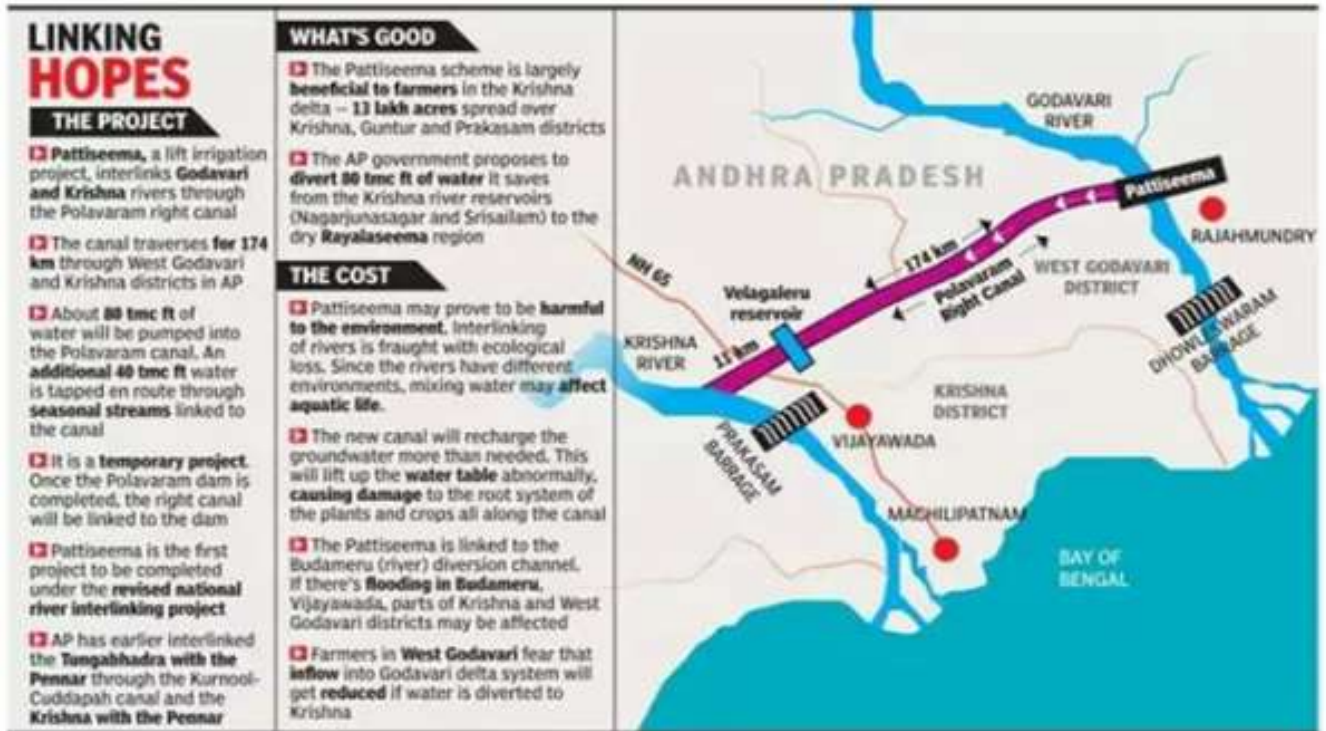 LINKING
HOPES
THE PROJECT
Pattiseema, a lift irrigation
project, interlinks Godavari
and Krishna rivers through
the Polavaram right canal
The canal traverses for 174
km through West Godavari
and Krishna districts in AP
About 80 tmc ft of
water will be pumped into
the Polavaram canal. An
additional 40 tmc ft water
is tapped en route through
seasonal streams linked to
the canal
It is a temporary project.
Once the Polavaram dam is
completed, the right canal
will be linked to the dam
Pattiseema is the first
project to be completed
under the revised national
river interlinking project
AP has earlier interlinked
the Tungabhadra with the
Pennar through the Kurnool-
Cuddapah canal and the
Krishna with the Pennar
WHAT'S GOOD
The Pattiseema scheme is largely
beneficial to farmers in the Krishna
delta – 13 lakh acres spread over
Krishna, Guntur and Prakasam districts
The AP government proposes to
divert 80 tmc ft of water it saves
from the Krishna river reservoirs
(Nagarjunasagar and Srisailam) to the
dry Rayalaseema region
THE COST
Pattiseema may prove to be harmful
to the environment. Interlinking
of rivers is fraught with ecological
loss. Since the rivers have different
environments, mixing water may affect
aquatic life.
The new canal will recharge the
groundwater more than needed. This
will lift up the water table abnormally,
causing damage to the root system of
the plants and crops all along the canal
The Pattiseema is linked to the
Budameru (river) diversion channel.
If there's flooding in Budameru,
Vijayawada, parts of Krishna and West
Godavari districts may be affected
Farmers in West Godavari fear that
inflow into Godavari delta system will
get reduced if water is diverted to
Krishna
GODAVARI
RIVER
ANDHRA PRADESH
Pattiseema
RAJAHMUNDRY
174 km
Polavaram
Right Canal
WEST GODAVARI
DISTRICT
NH 65
Velagaleru
reservoir
DHOWLESWARAM
BARRAGE
KRISHNA
RIVER
11 km
KRISHNA
DISTRICT
PRAKASAM
BARRAGE
VIJAYAWADA
MACHILIPATNAM
BAY OF
BENGAL